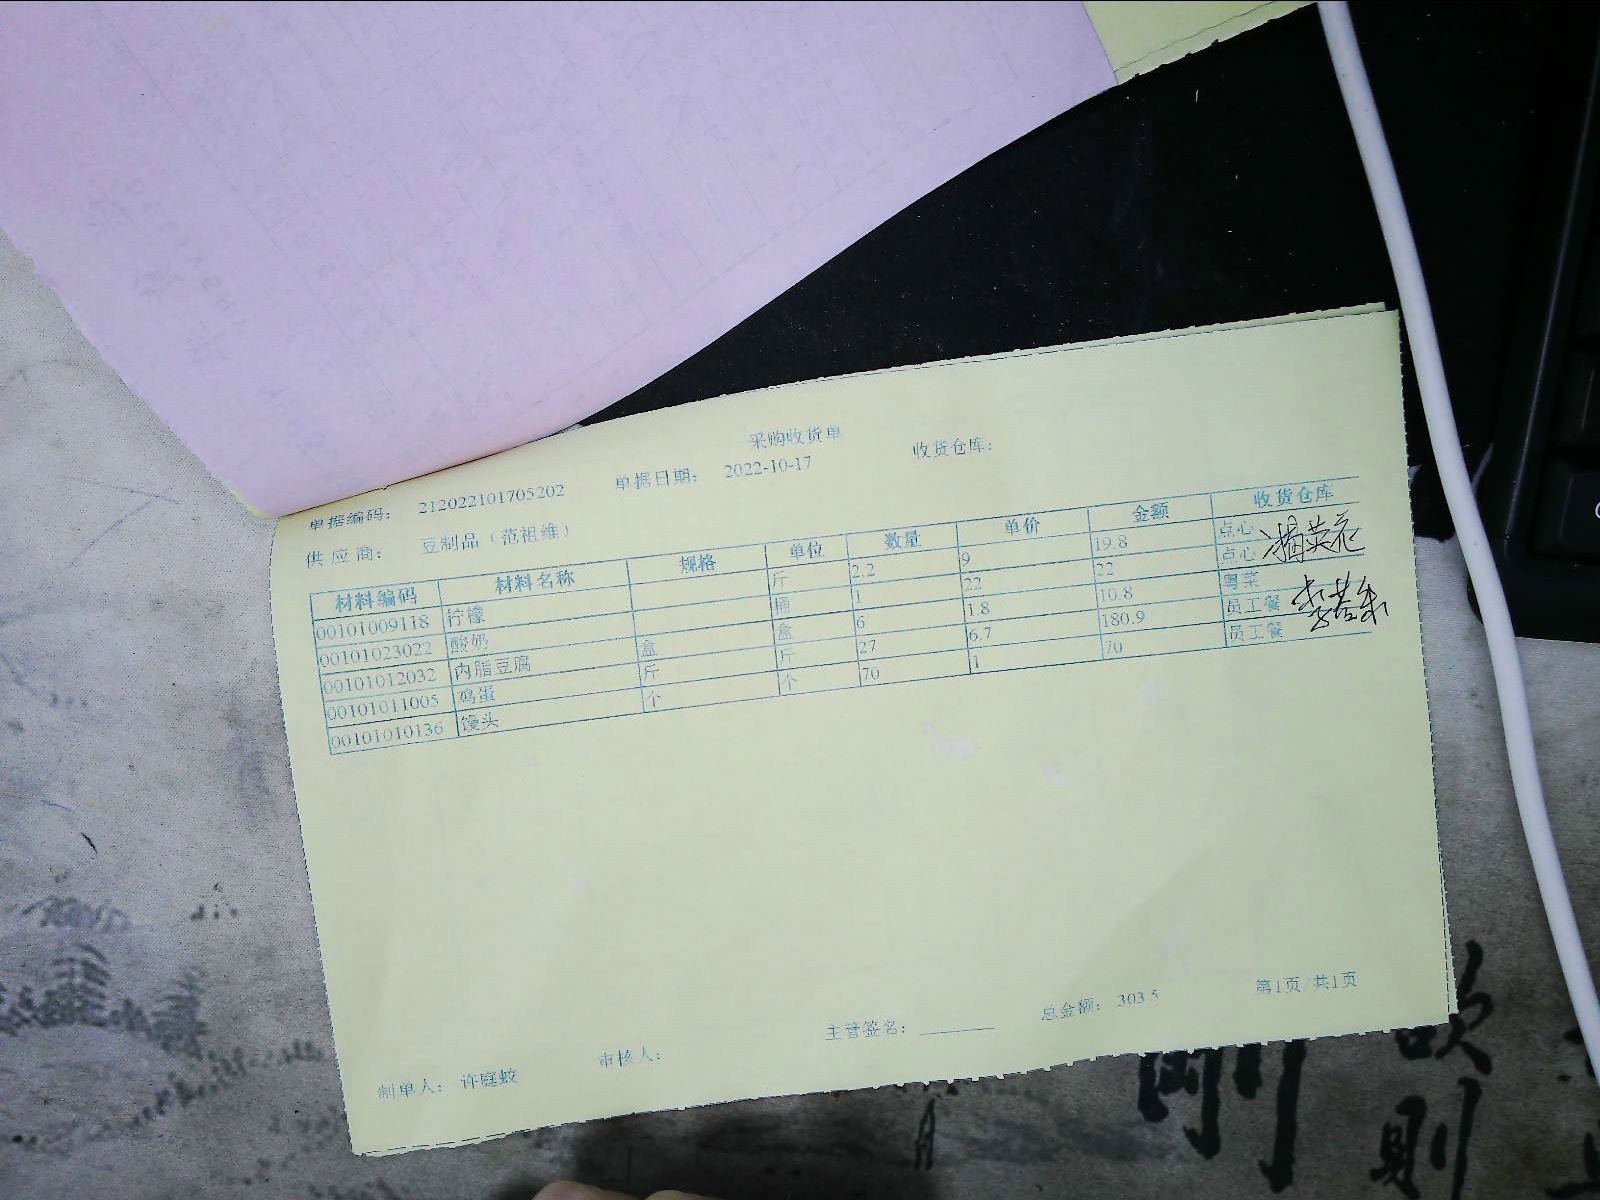 采购收货单
单据编码： 212022101705202 单据日期： 2022-10-17 收货仓库：
供 应 商： 豆制品（范祖维）
材料编码 材料名称 规格 单位 数量 单价 金额 收货仓库
00101009118 柠檬 斤 2.2 9 19.8 点心
00101023022 酸奶 桶 1 22 22 点心
00101012032 内脂豆腐 盒 盒 6 1.8 10.8 粤菜
00101011005 鸡蛋 斤 斤 27 6.7 180.9 员工餐
00101010136 馒头 个 个 70 1 70 员工餐
制单人： 许庭蛟 审核人： 主管签名： 总金额： 303.5 第1页/共1页
欲
剛
則